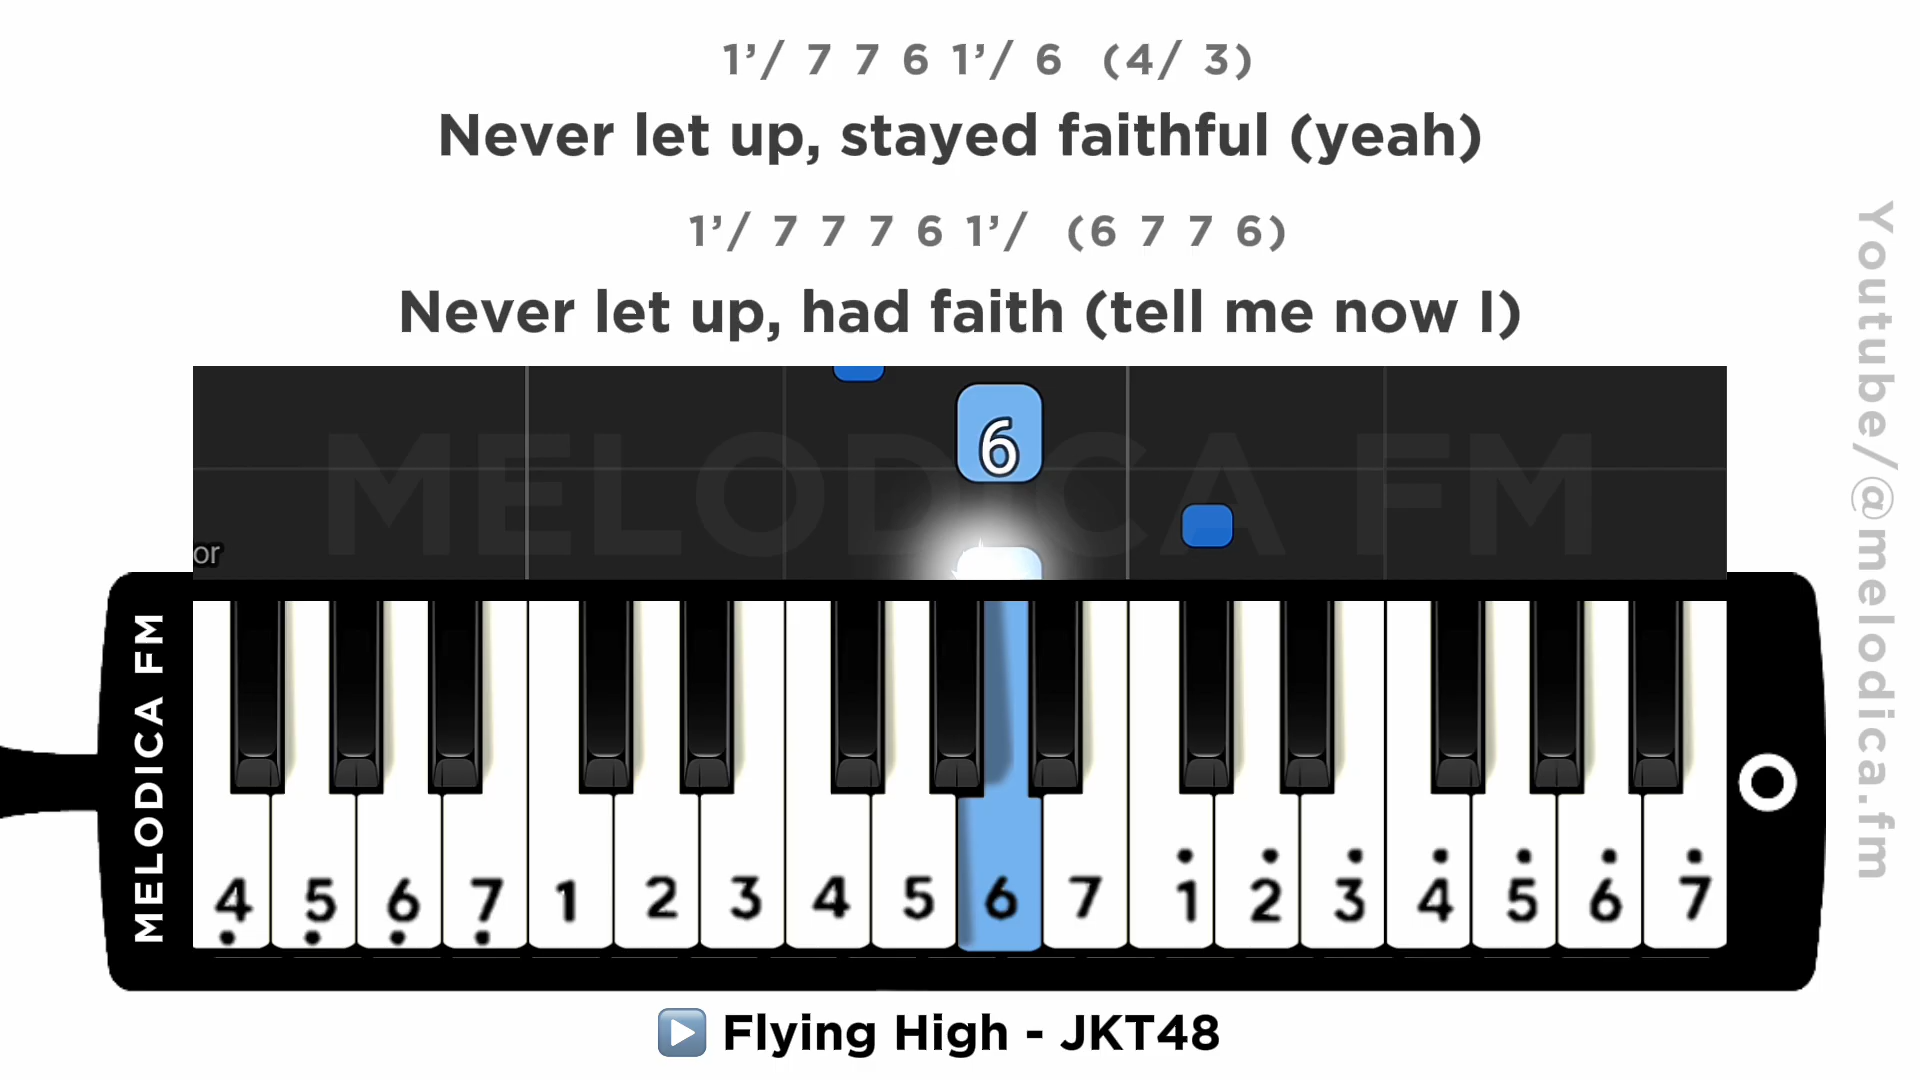 1’/ 7 7 6 1’/ 6 (4/ 3)
Never let up, stayed faithful (yeah)
1’/ 7 7 7 6 1’/ (6 7 7 6)
Never let up, had faith (tell me now I)
Youtube/@melodica.fm
MELODICA FM
6
or
MELODICA FM
4 5 6 7 1 2 3 4 5 6 7 1 2 3 4 5 6 7
Flying High - JKT48